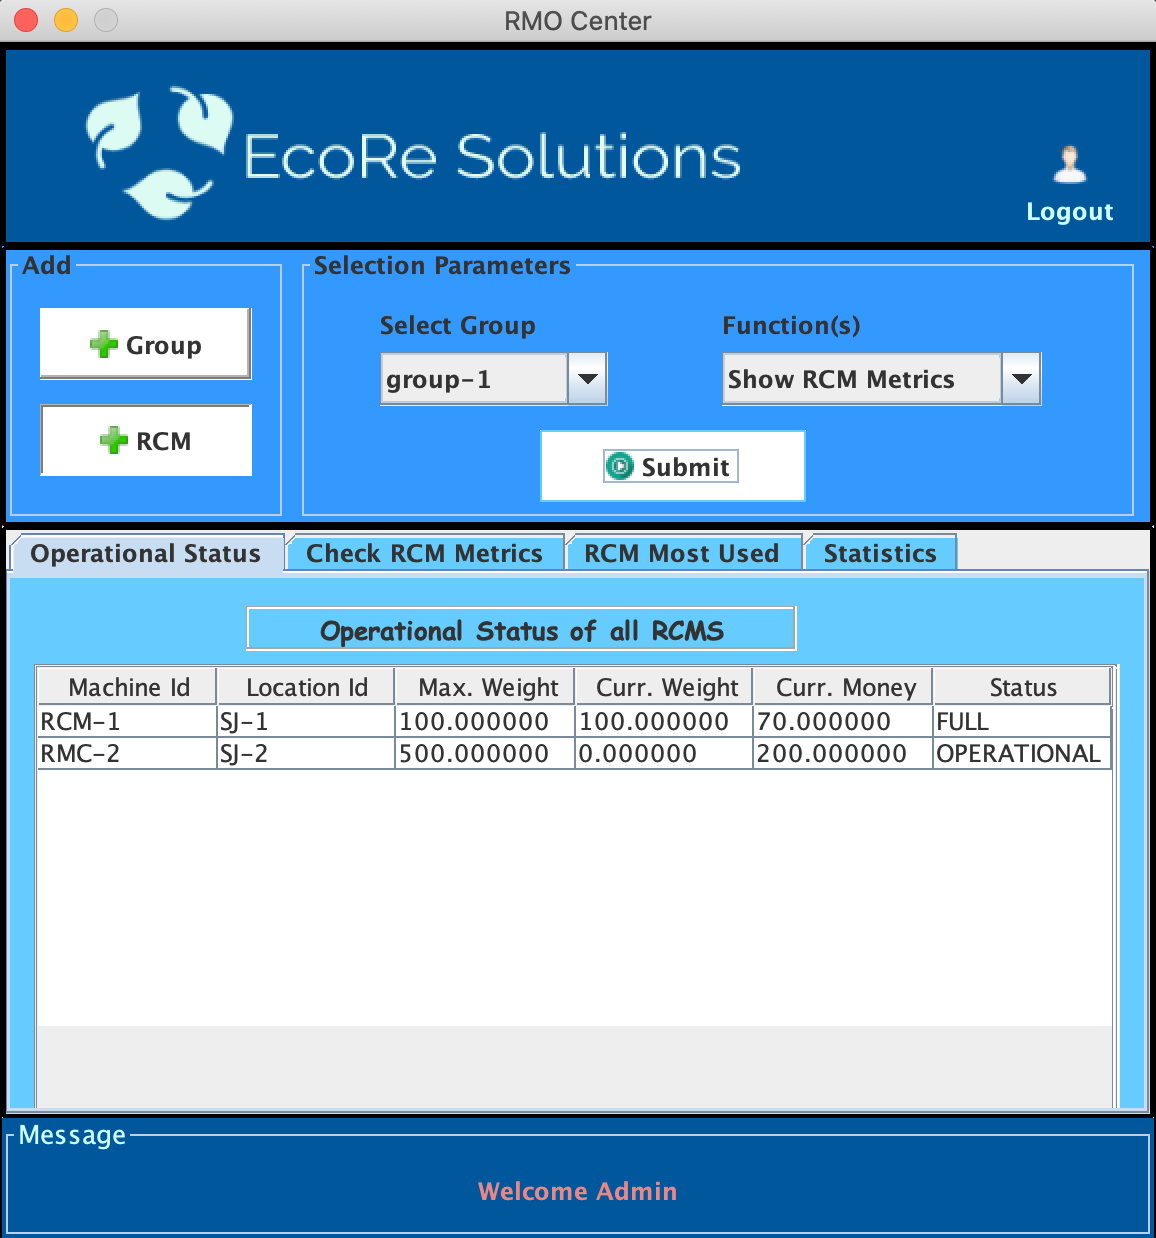 RMO Center
EcoRe Solutions
Logout
Add
Group
RCM
Selection Parameters
Select Group
Function(s)
group-1
Show RCM Metrics
Submit
Operational Status
Check RCM Metrics
RCM Most Used
Statistics
Operational Status of all RCMS
Machine Id Location Id Max. Weight Curr. Weight Curr. Money Status
RCM-1 SJ-1 100.000000 100.000000 70.000000 FULL
RMC-2 SJ-2 500.000000 0.000000 200.000000 OPERATIONAL
Message
Welcome Admin